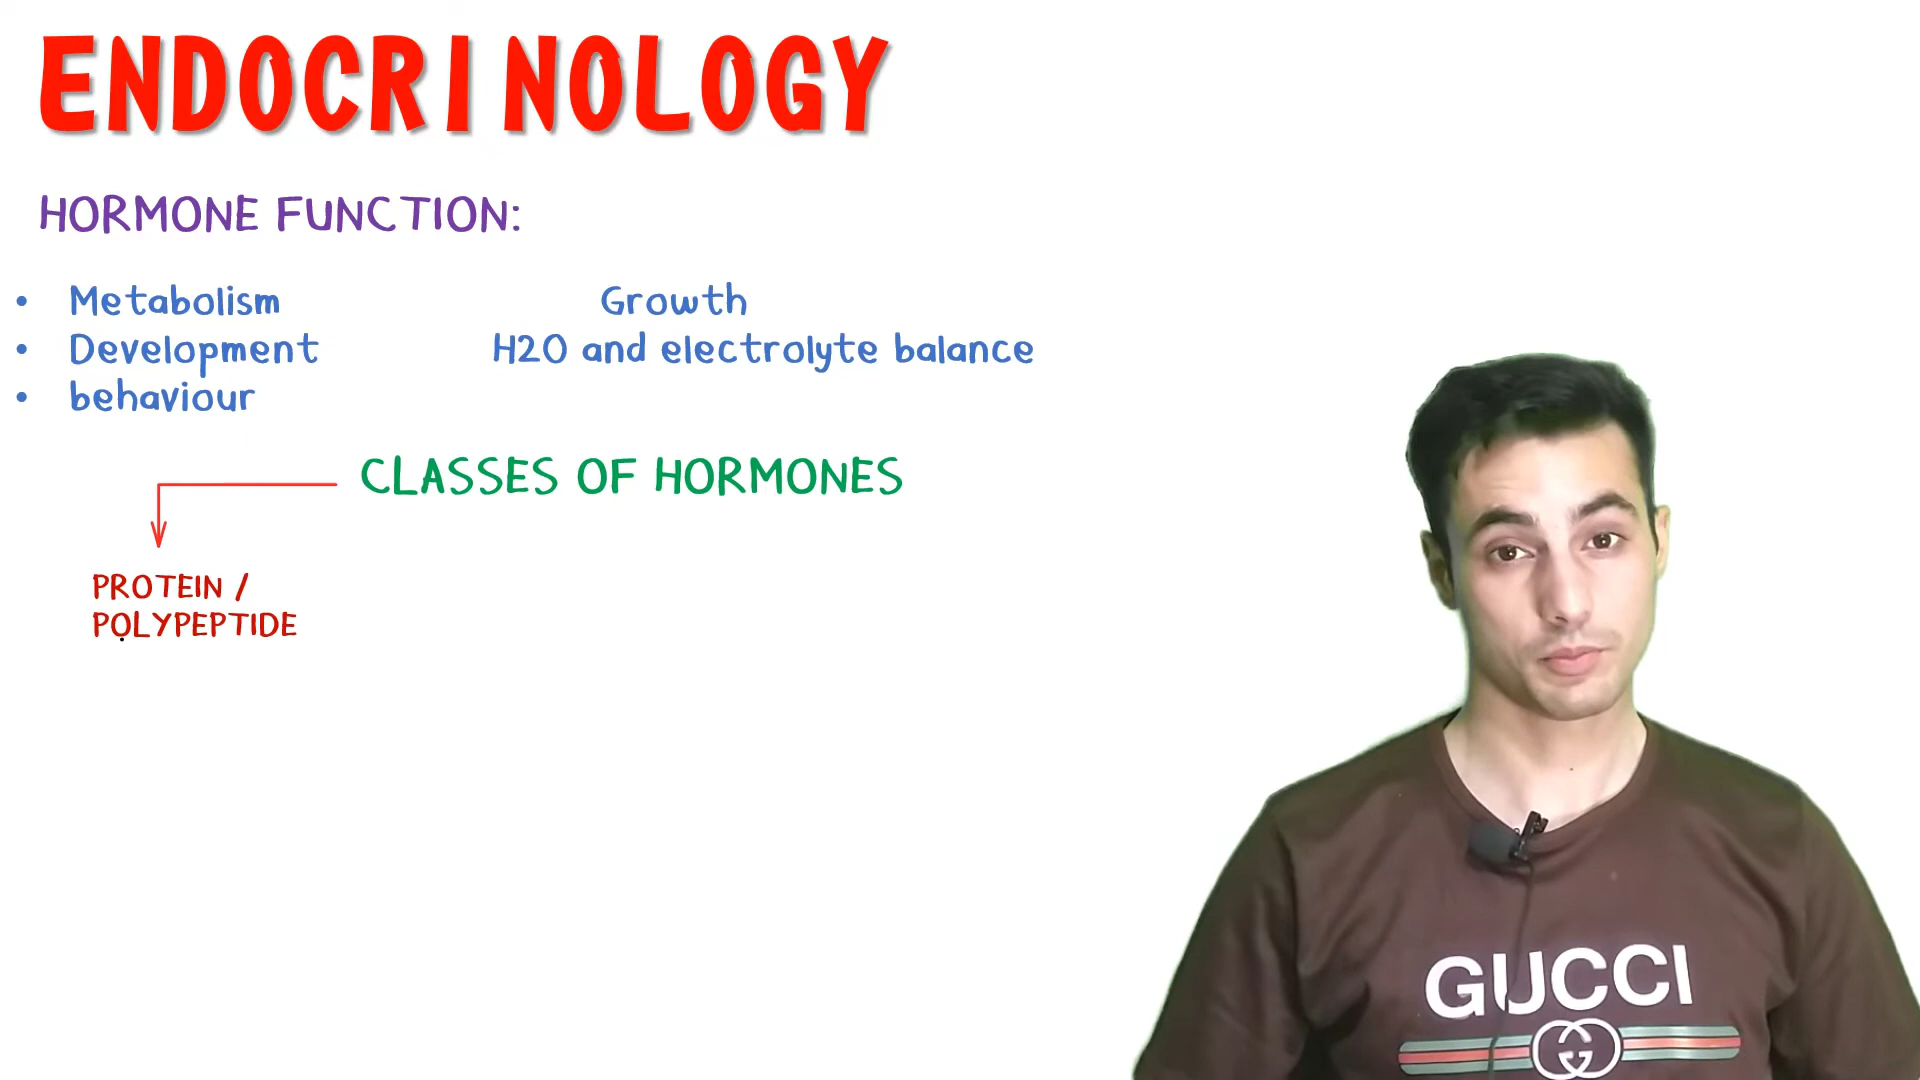 ENDOCRINOLOGY
HORMONE FUNCTION:
• Metabolism Growth
• Development H2O and electrolyte balance
• behaviour
CLASSES OF HORMONES
PROTEIN /
POLYPEPTIDE
GUCCI